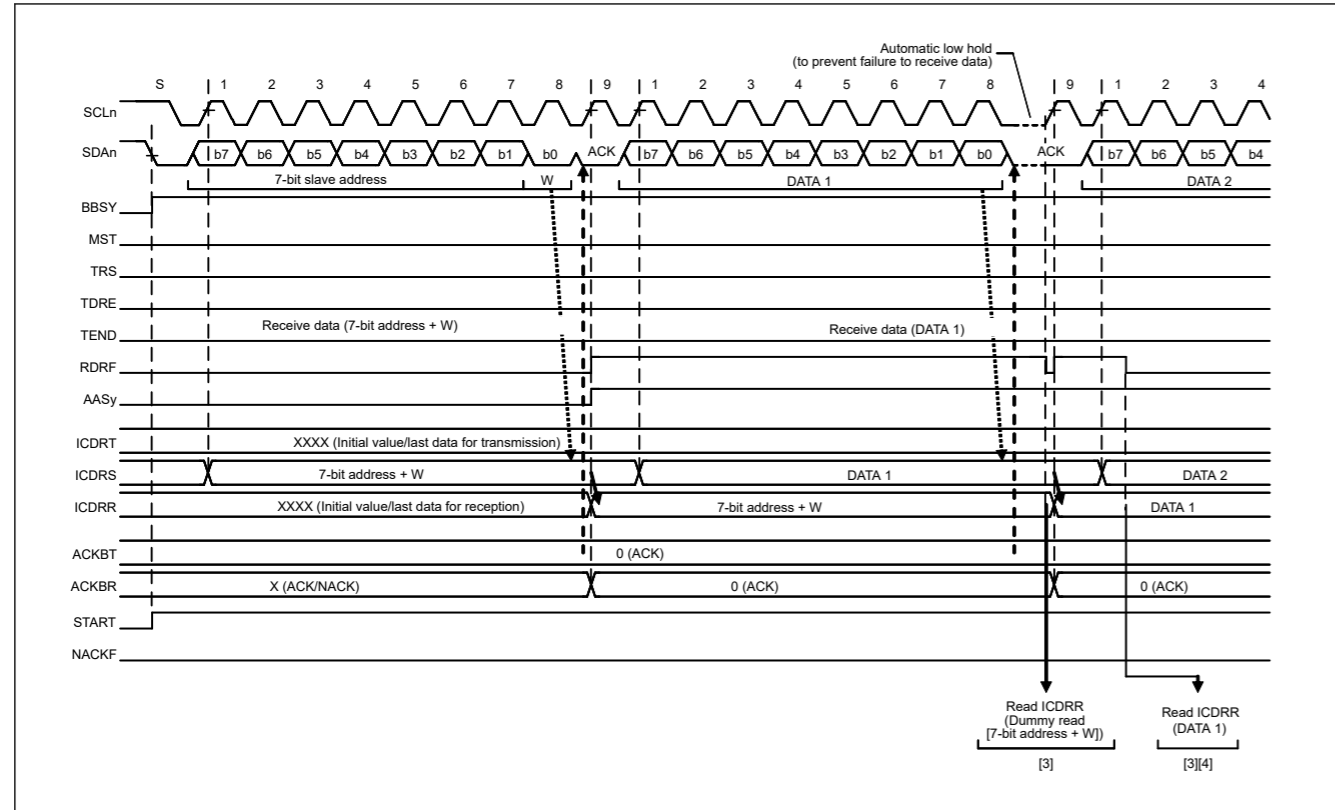 Automatic low hold
(to prevent failure to receive data)
S 1 2 3 4 5 6 7 8 9 1 2 3 4 5 6 7 8 9 1 2 3 4
SCLn
SDAn b7 b6 b5 b4 b3 b2 b1 b0 ACK b7 b6 b5 b4 b3 b2 b1 b0 ACK b7 b6 b5 b4
7-bit slave address W DATA 1 DATA 2
BBSY
MST
TRS
TDRE
Receive data (7-bit address + W) Receive data (DATA 1)
TEND
RDRF
AASy
ICDRT XXXX (Initial value/last data for transmission)
ICDRS 7-bit address + W DATA 1 DATA 2
ICDRR XXXX (Initial value/last data for reception) 7-bit address + W DATA 1
ACKBT 0 (ACK)
ACKBR X (ACK/NACK) 0 (ACK) 0 (ACK)
START
NACKF
Read ICDRR
(Dummy read
[7-bit address + W])
[3]
Read ICDRR
(DATA 1)
[3][4]